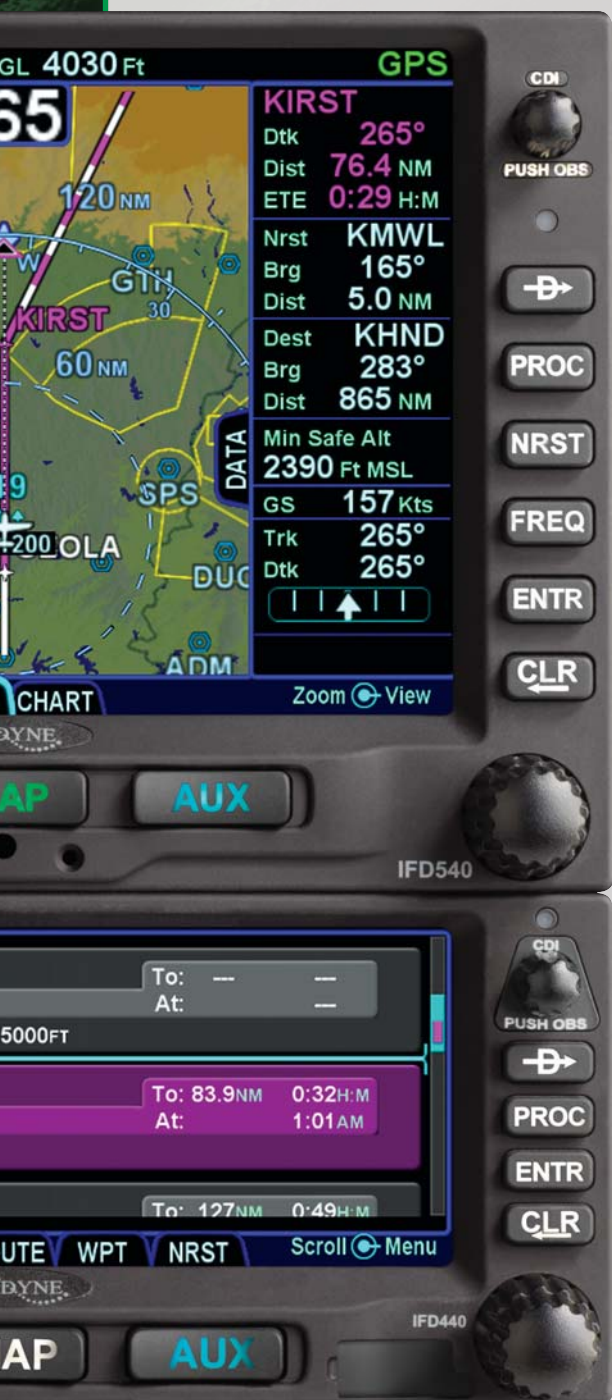 GL 4030 Ft GPS
65
KIRST
Dtk 265°
Dist 76.4 NM
ETE 0:29 H:M
Nrst KMWL
Brg 165°
Dist 5.0 NM
Dest KHND
Brg 283°
Dist 865 NM
Min Safe Alt
2390 Ft MSL
GS 157 Kts
Trk 265°
Dtk 265°
DATA
120 NM
W
GTH
30
KIRST
60 NM
9
SPS
-200
OLA
DUC
ADM
CHART
Zoom View
DYNE
AP
AUX
IFD540
CDI
PUSH OBS
D
PROC
NRST
FREQ
ENTR
CLR
To: --- ---
At: ---
5000FT
To: 83.9NM 0:32H:M
At: 1:01AM
To: 127NM 0:49H:M
UTE WPT NRST Scroll Menu
DYNE
AP
AUX
IFD440
CDI
PUSH OBS
D
PROC
ENTR
CLR